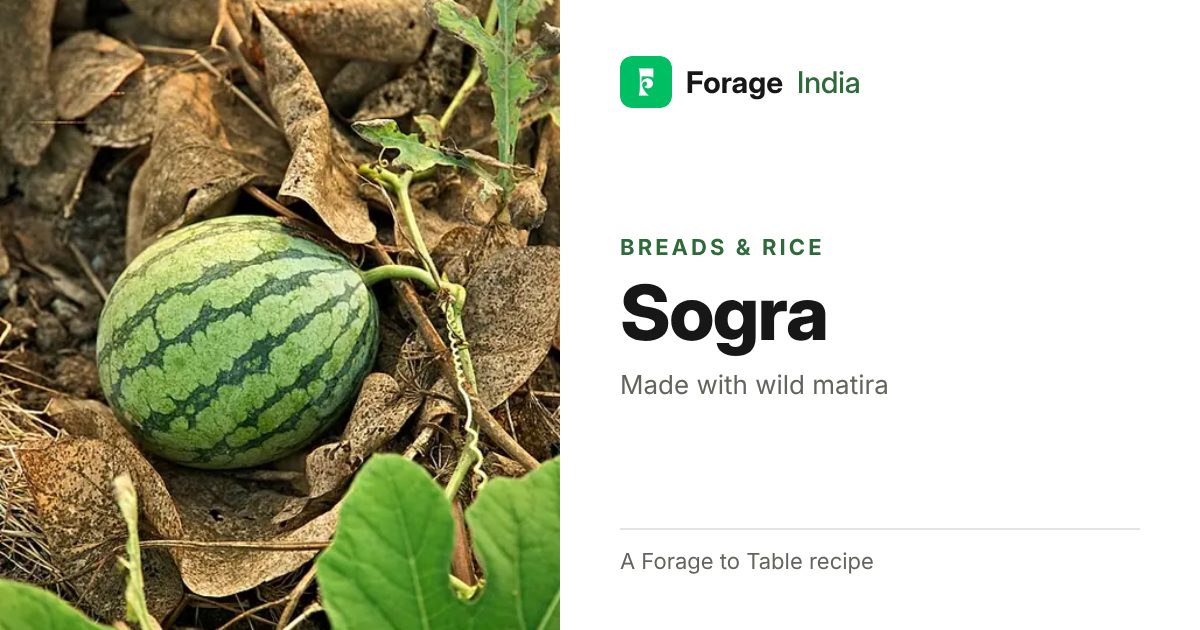 Forage India
BREADS & RICE
Sogra
Made with wild matira
A Forage to Table recipe